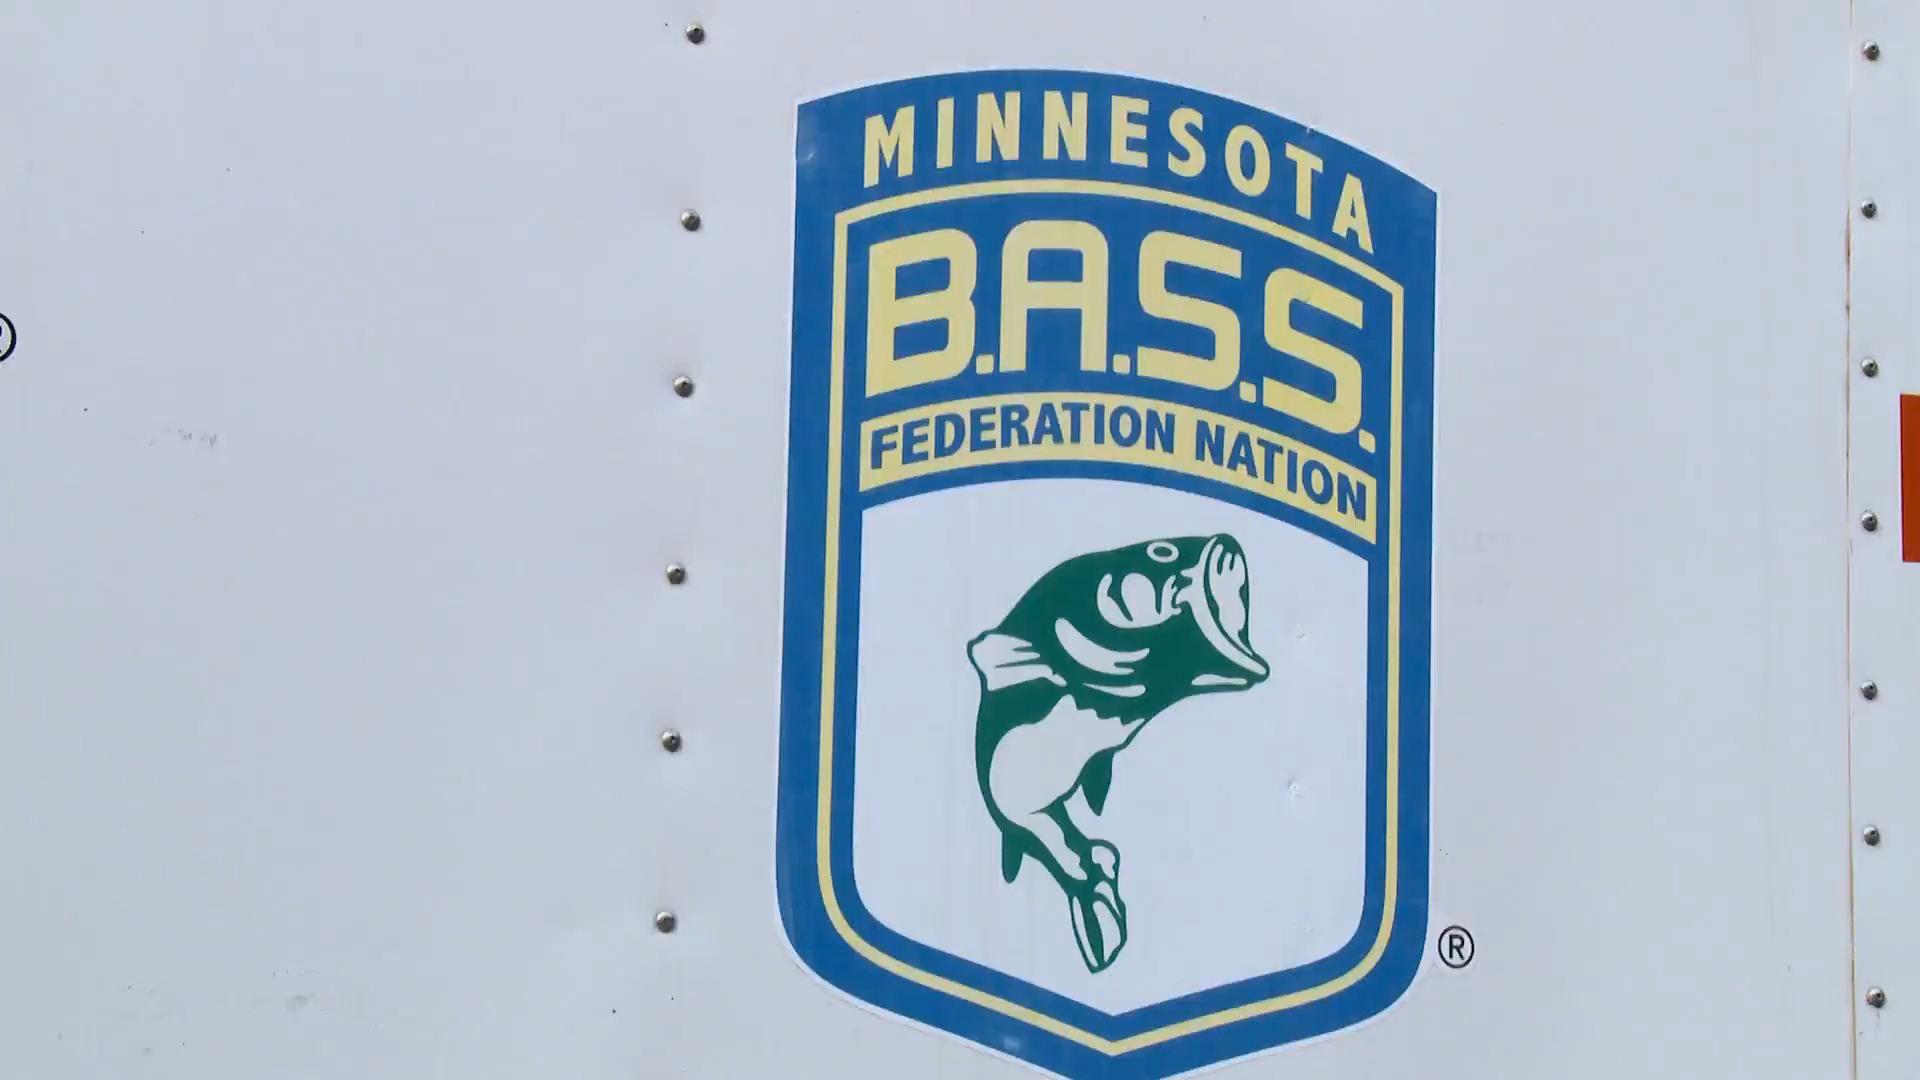 MINNESOTA
B.A.S.S.
FEDERATION NATION
®
®